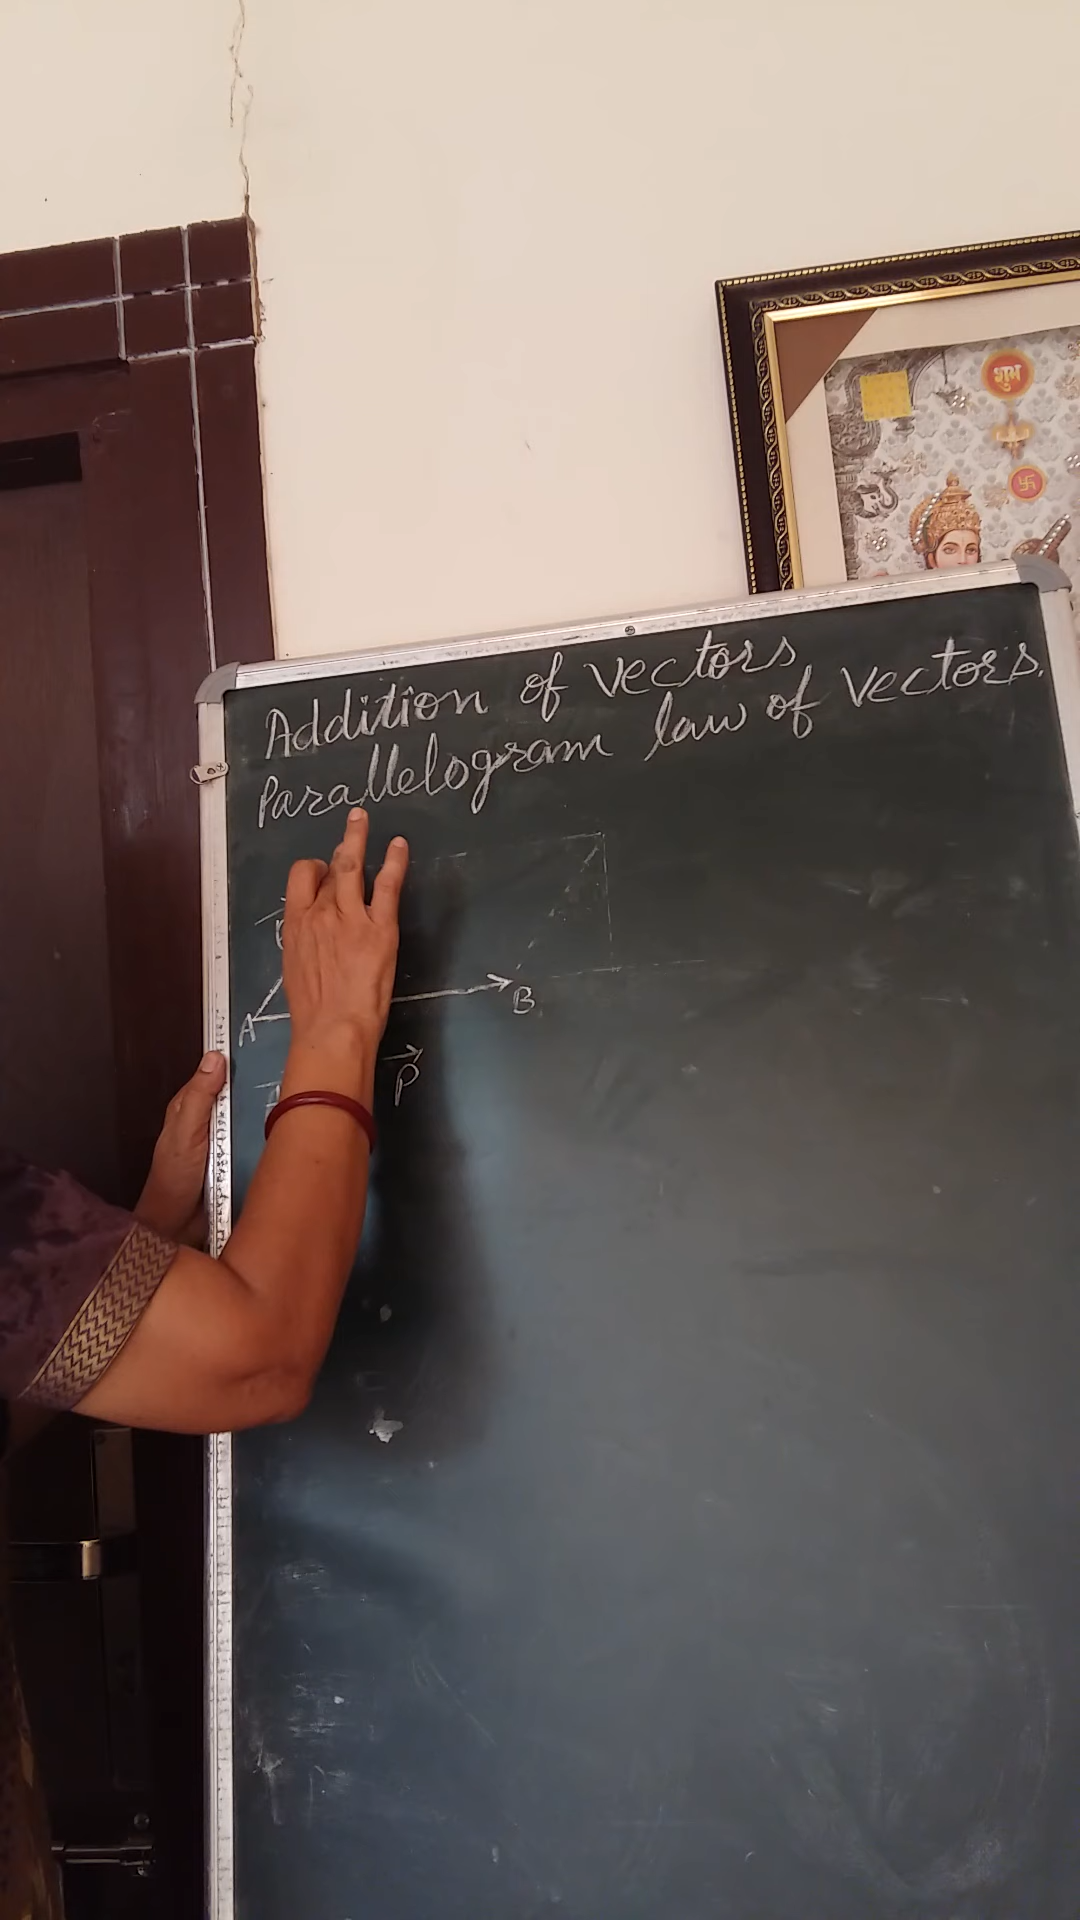 Addition of vectors
Parallelogram law of vectors.
A
B
P
शुभ